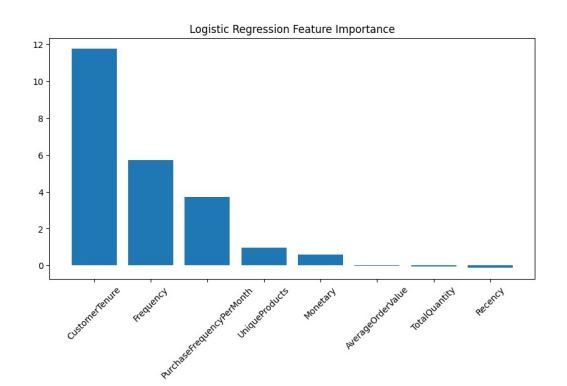 Logistic Regression Feature Importance
12
10
8
6
4
2
0
CustomerTenure
Frequency
PurchaseFrequencyPerMonth
UniqueProducts
Monetary
AverageOrderValue
TotalQuantity
Recency